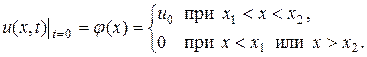 u(x,t)|_{t=0} = φ(x) = { u₀ при x₁ < x < x₂,
0 при x < x₁ или x > x₂.